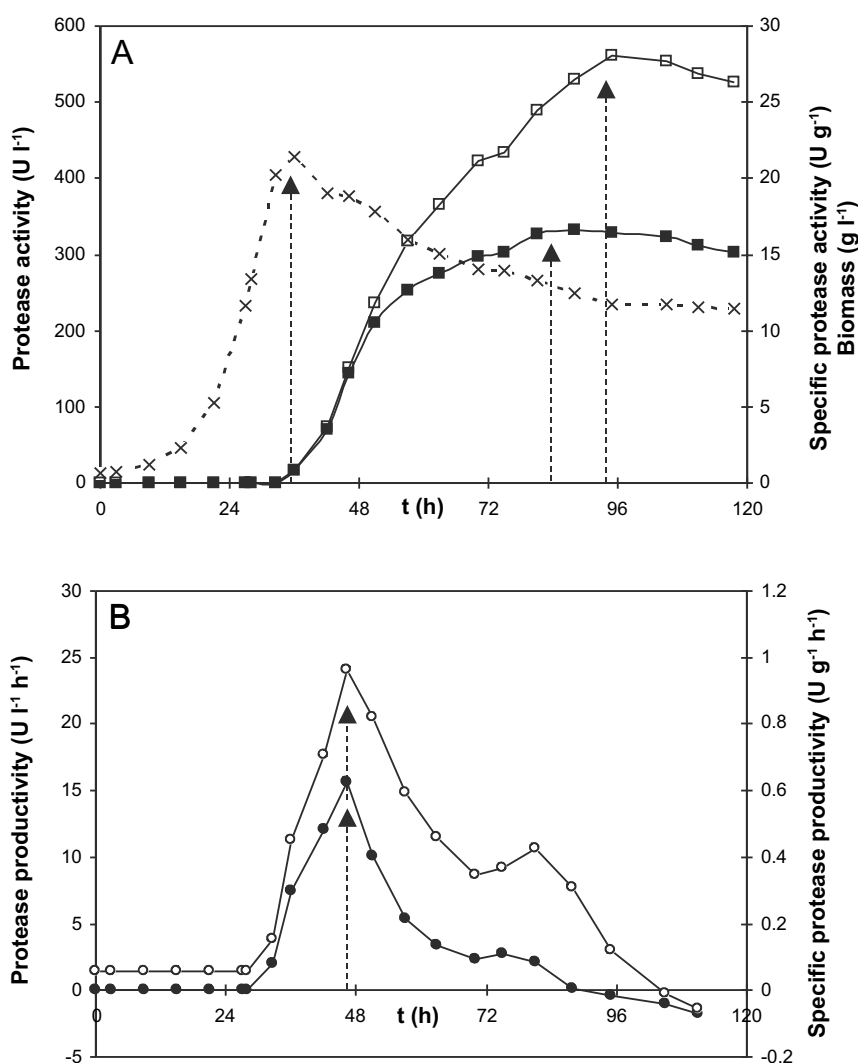 A
Protease activity (U l⁻¹)
600
500
400
300
200
100
0
30
25
20
15
10
5
0
Specific protease activity (U g⁻¹)
Biomass (g l⁻¹)
0 24 48 72 96 120
t (h)
B
Protease productivity (U l⁻¹ h⁻¹)
30
25
20
15
10
5
0
-5
1.2
1
0.8
0.6
0.4
0.2
0
-0.2
Specific protease productivity (U g⁻¹ h⁻¹)
0 24 48 72 96 120
t (h)